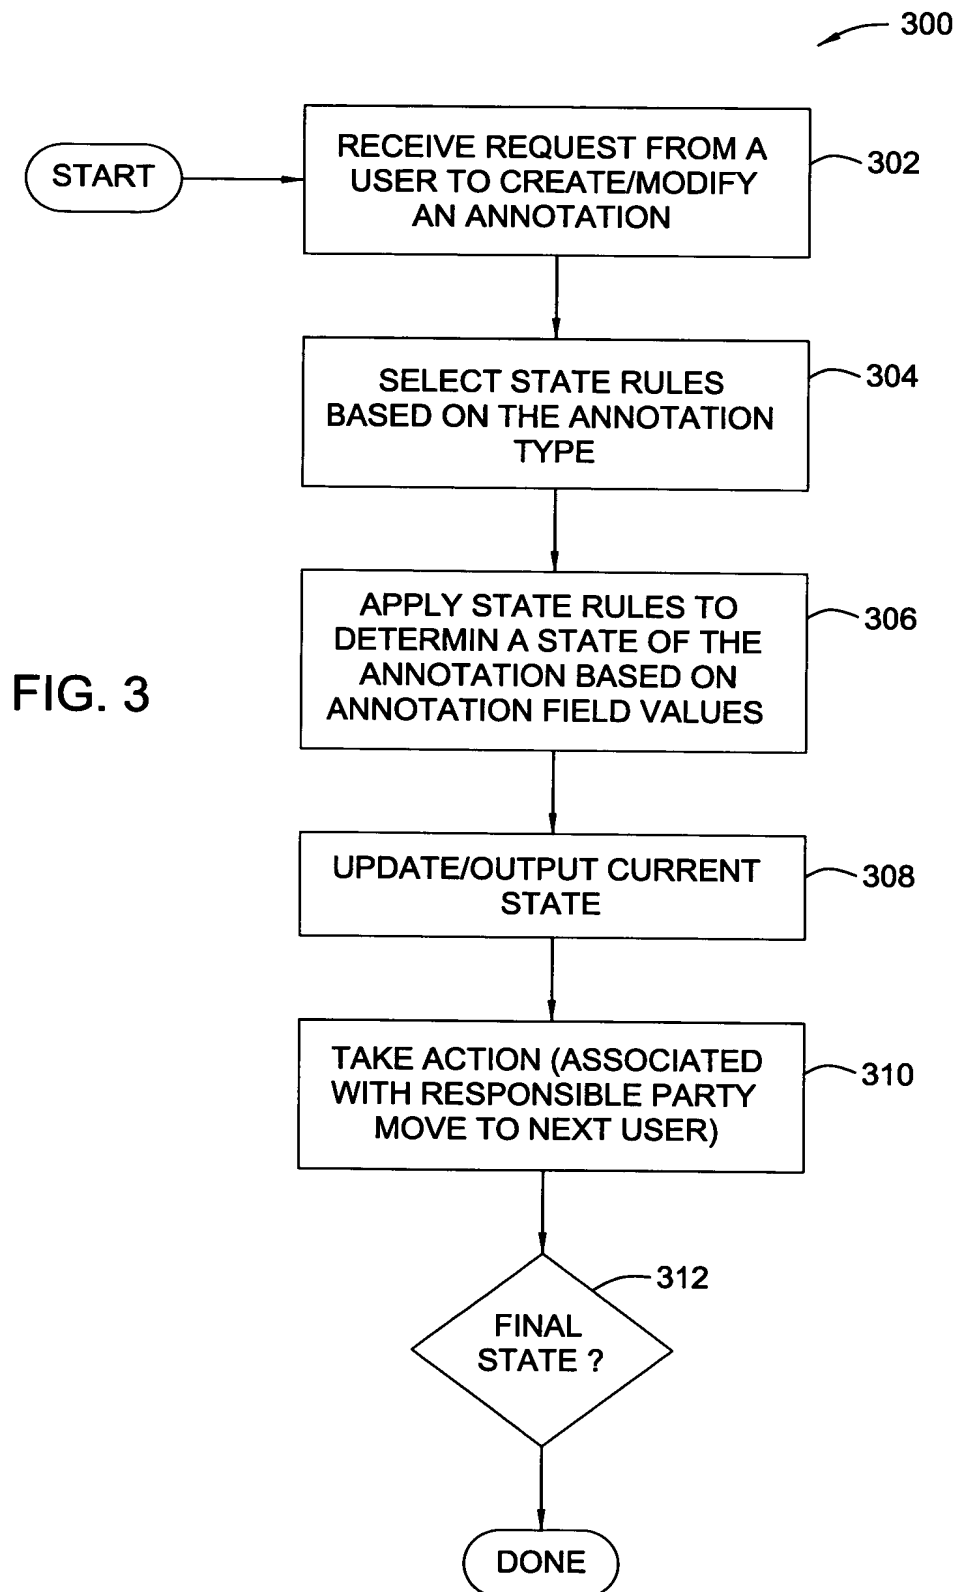 300
START
RECEIVE REQUEST FROM A
USER TO CREATE/MODIFY
AN ANNOTATION
302
SELECT STATE RULES
BASED ON THE ANNOTATION
TYPE
304
APPLY STATE RULES TO
DETERMIN A STATE OF THE
ANNOTATION BASED ON
ANNOTATION FIELD VALUES
306
FIG. 3
UPDATE/OUTPUT CURRENT
STATE
308
TAKE ACTION (ASSOCIATED
WITH RESPONSIBLE PARTY
MOVE TO NEXT USER)
310
FINAL
STATE ?
312
DONE